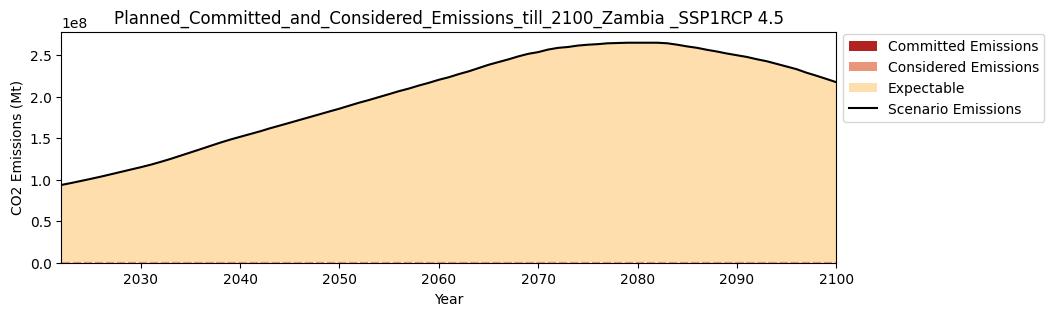 Planned_Committed_and_Considered_Emissions_till_2100_Zambia _SSP1RCP 4.5
1e8
2.5
2.0
1.5
1.0
0.5
0.0
CO2 Emissions (Mt)
2030 2040 2050 2060 2070 2080 2090 2100
Year
Committed Emissions
Considered Emissions
Expectable
Scenario Emissions